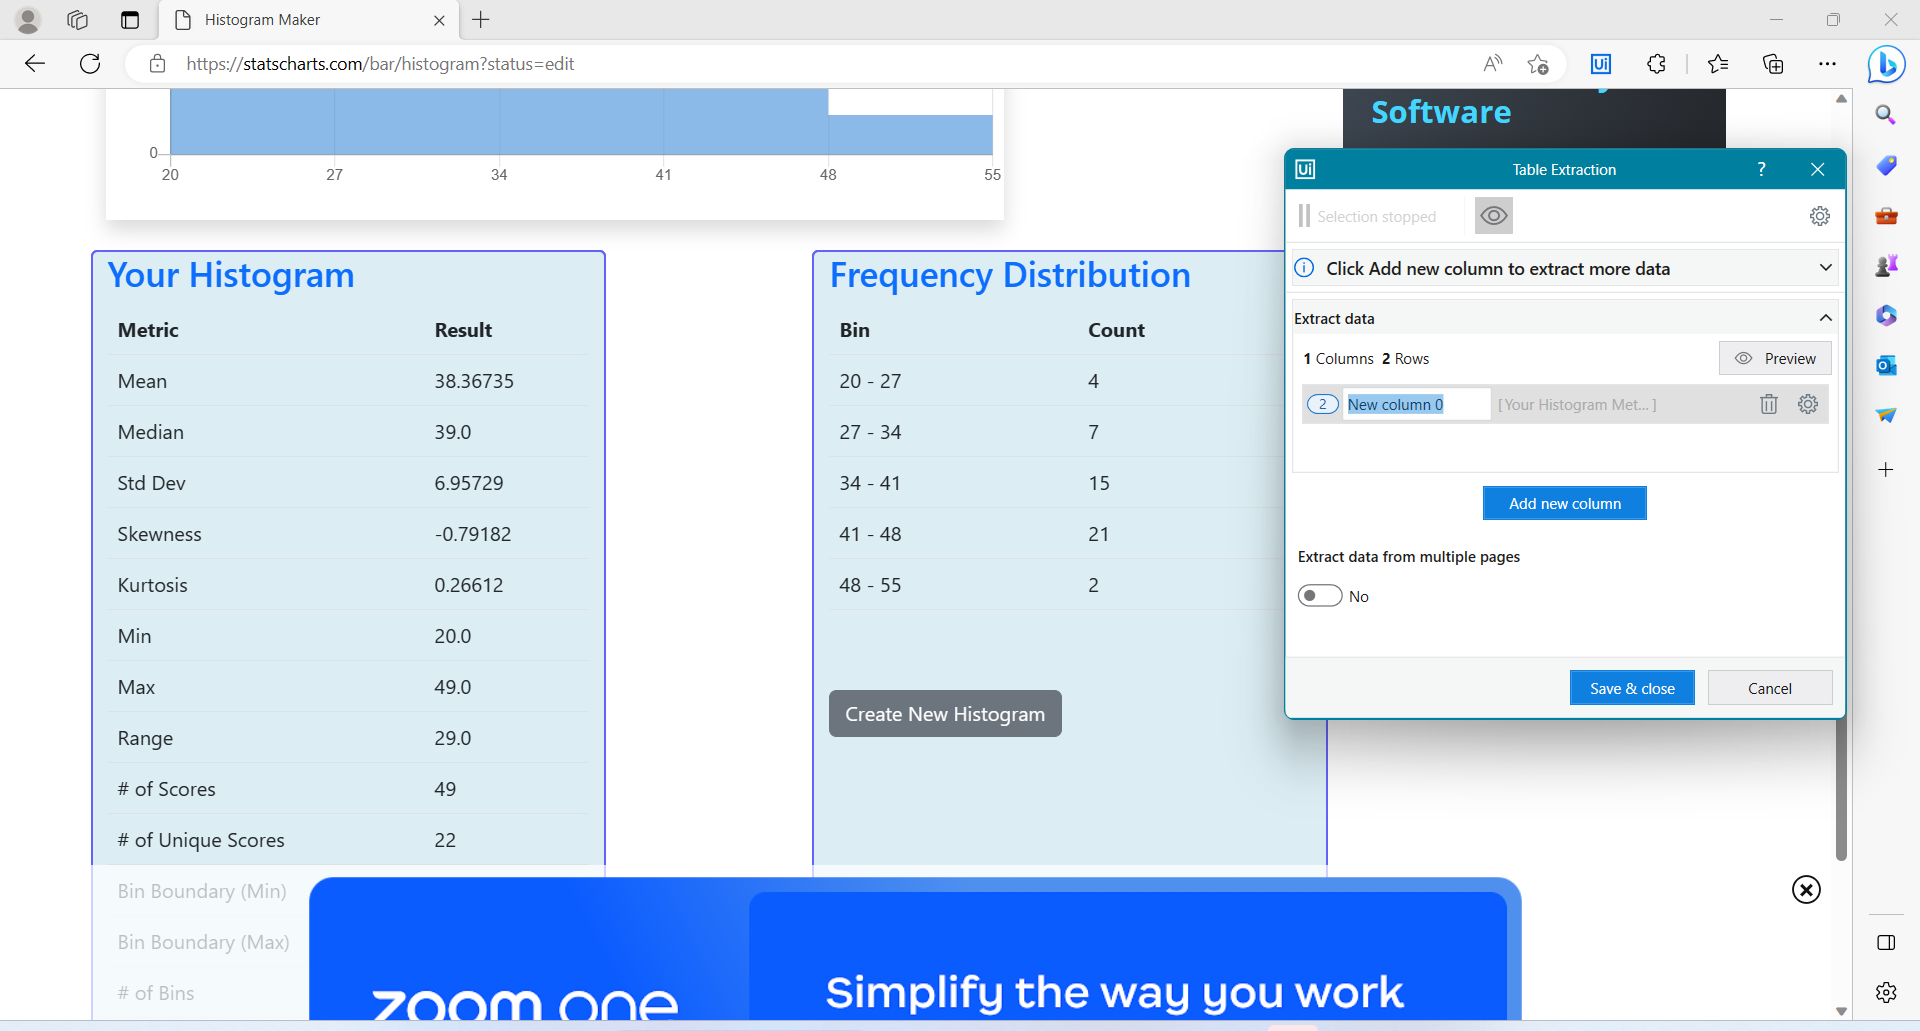 Histogram Maker
https://statscharts.com/bar/histogram?status=edit
Software
0
20 27 34 41 48 55
Your Histogram
Metric Result
Mean 38.36735
Median 39.0
Std Dev 6.95729
Skewness -0.79182
Kurtosis 0.26612
Min 20.0
Max 49.0
Range 29.0
# of Scores 49
# of Unique Scores 22
Bin Boundary (Min)
Bin Boundary (Max)
# of Bins
Frequency Distribution
Bin Count
20 - 27 4
27 - 34 7
34 - 41 15
41 - 48 21
48 - 55 2
Create New Histogram
Ui Table Extraction ?
Selection stopped
Click Add new column to extract more data
Extract data
1 Columns 2 Rows Preview
2 New column 0 [Your Histogram Met...]
Add new column
Extract data from multiple pages
No
Save & close Cancel
zoom one
Simplify the way you work